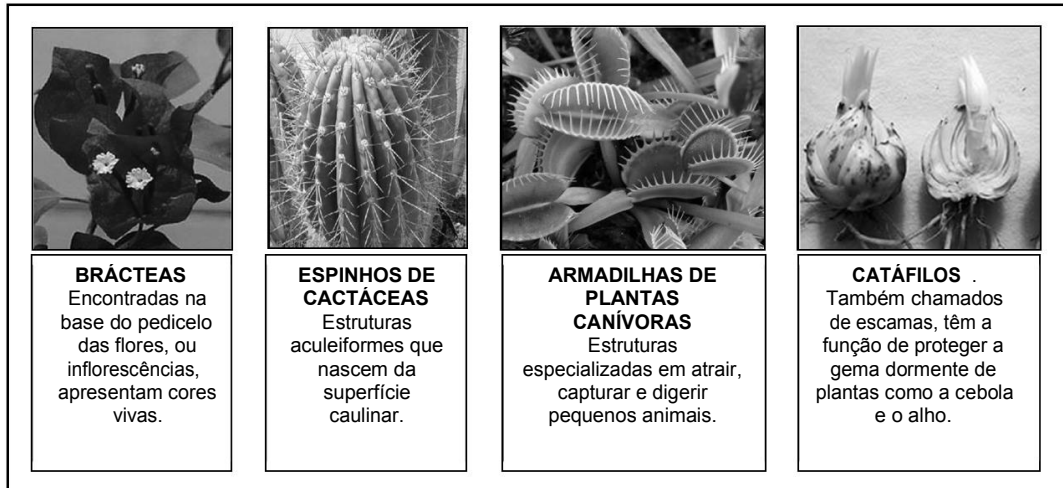 BRÁCTEAS
Encontradas na
base do pedicelo
das flores, ou
inflorescências,
apresentam cores
vivas.
ESPINHOS DE
CACTÁCEAS
Estruturas
aculeiformes que
nascem da
superfície
caulinar.
ARMADILHAS DE
PLANTAS
CANÍVORAS
Estruturas
especializadas em atrair,
capturar e digerir
pequenos animais.
CATÁFILOS .
Também chamados
de escamas, têm a
função de proteger a
gema dormente de
plantas como a cebola
e o alho.